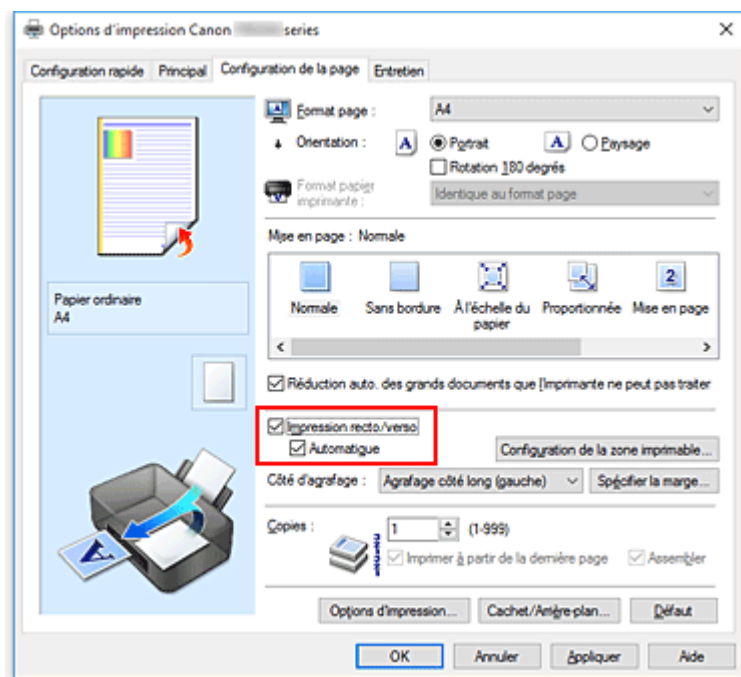 Options d'impression Canon series
Configuration rapide Principal Configuration de la page Entretien
Format page :
A4
Orientation :
A
Portrait
A
Paysage
Rotation 180 degrés
Format papier
imprimante :
Identique au format page
Mise en page : Normale
Normale
Sans bordure
À l'échelle du
papier
Proportionnée
2
Mise en page
Papier ordinaire
A4
Réduction auto. des grands documents que l'imprimante ne peut pas traiter
Impression recto/verso
Automatique
Configuration de la zone imprimable...
Côté d'agrafage :
Agrafage côté long (gauche)
Spécifier la marge...
A
Copies :
1
(1-999)
Imprimer à partir de la dernière page
Assembler
Options d'impression...
Cachet/Arrière-plan...
Défaut
OK
Annuler
Appliquer
Aide